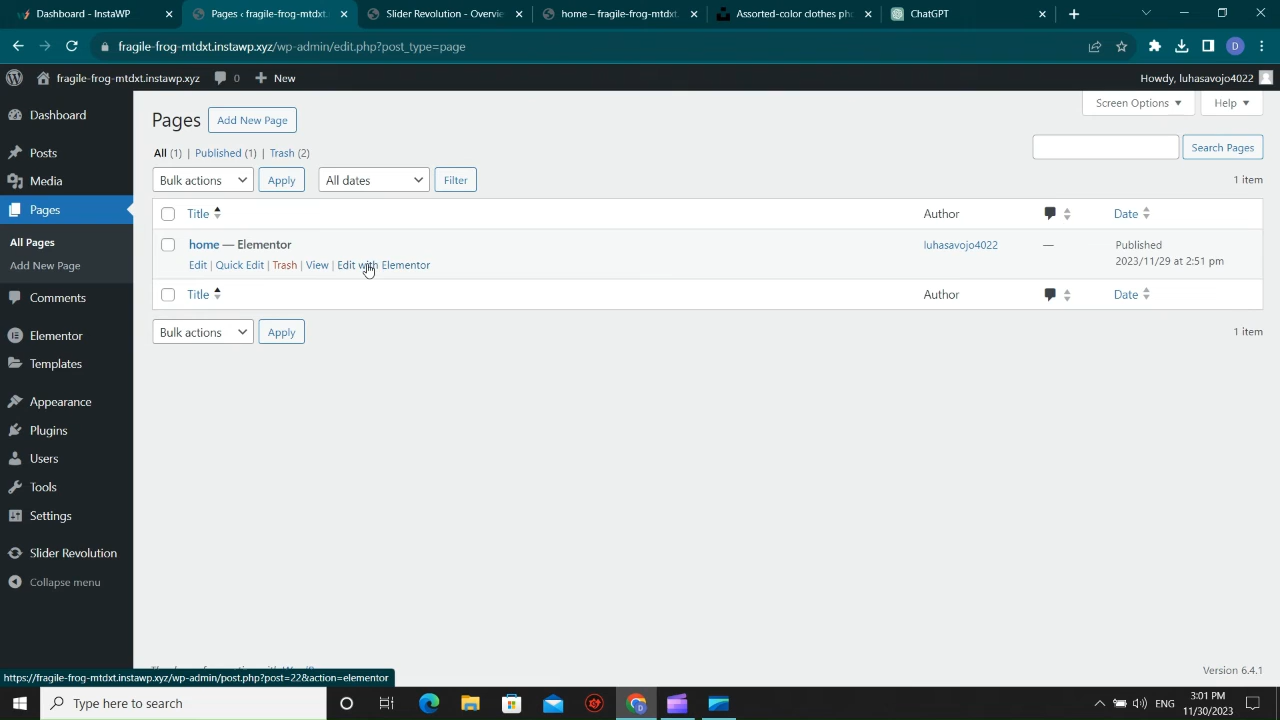 Dashboard - InstaWP
Pages ‹ fragile-frog-mtdxt.
Slider Revolution - Overvie
home – fragile-frog-mtdxt.
Assorted-color clothes ph
ChatGPT
fragile-frog-mtdxt.instawp.xyz/wp-admin/edit.php?post_type=page
D
fragile-frog-mtdxt.instawp.xyz 0 New
Howdy, luhasavojo4022
Dashboard
Posts
Media
Pages
All Pages
Add New Page
Comments
Elementor
Templates
Appearance
Plugins
Users
Tools
Settings
Slider Revolution
Collapse menu
Screen Options Help
Pages Add New Page
All (1) | Published (1) | Trash (2)
Search Pages
Bulk actions Apply All dates Filter
1 item
Title Author Date
home — Elementor luhasavojo4022 — Published
2023/11/29 at 2:51 pm
Edit | Quick Edit | Trash | View | Edit with Elementor
Title Author Date
Bulk actions Apply
1 item
Version 6.4.1
https://fragile-frog-mtdxt.instawp.xyz/wp-admin/post.php?post=22&action=elementor
Type here to search
D
ENG
3:01 PM
11/30/2023